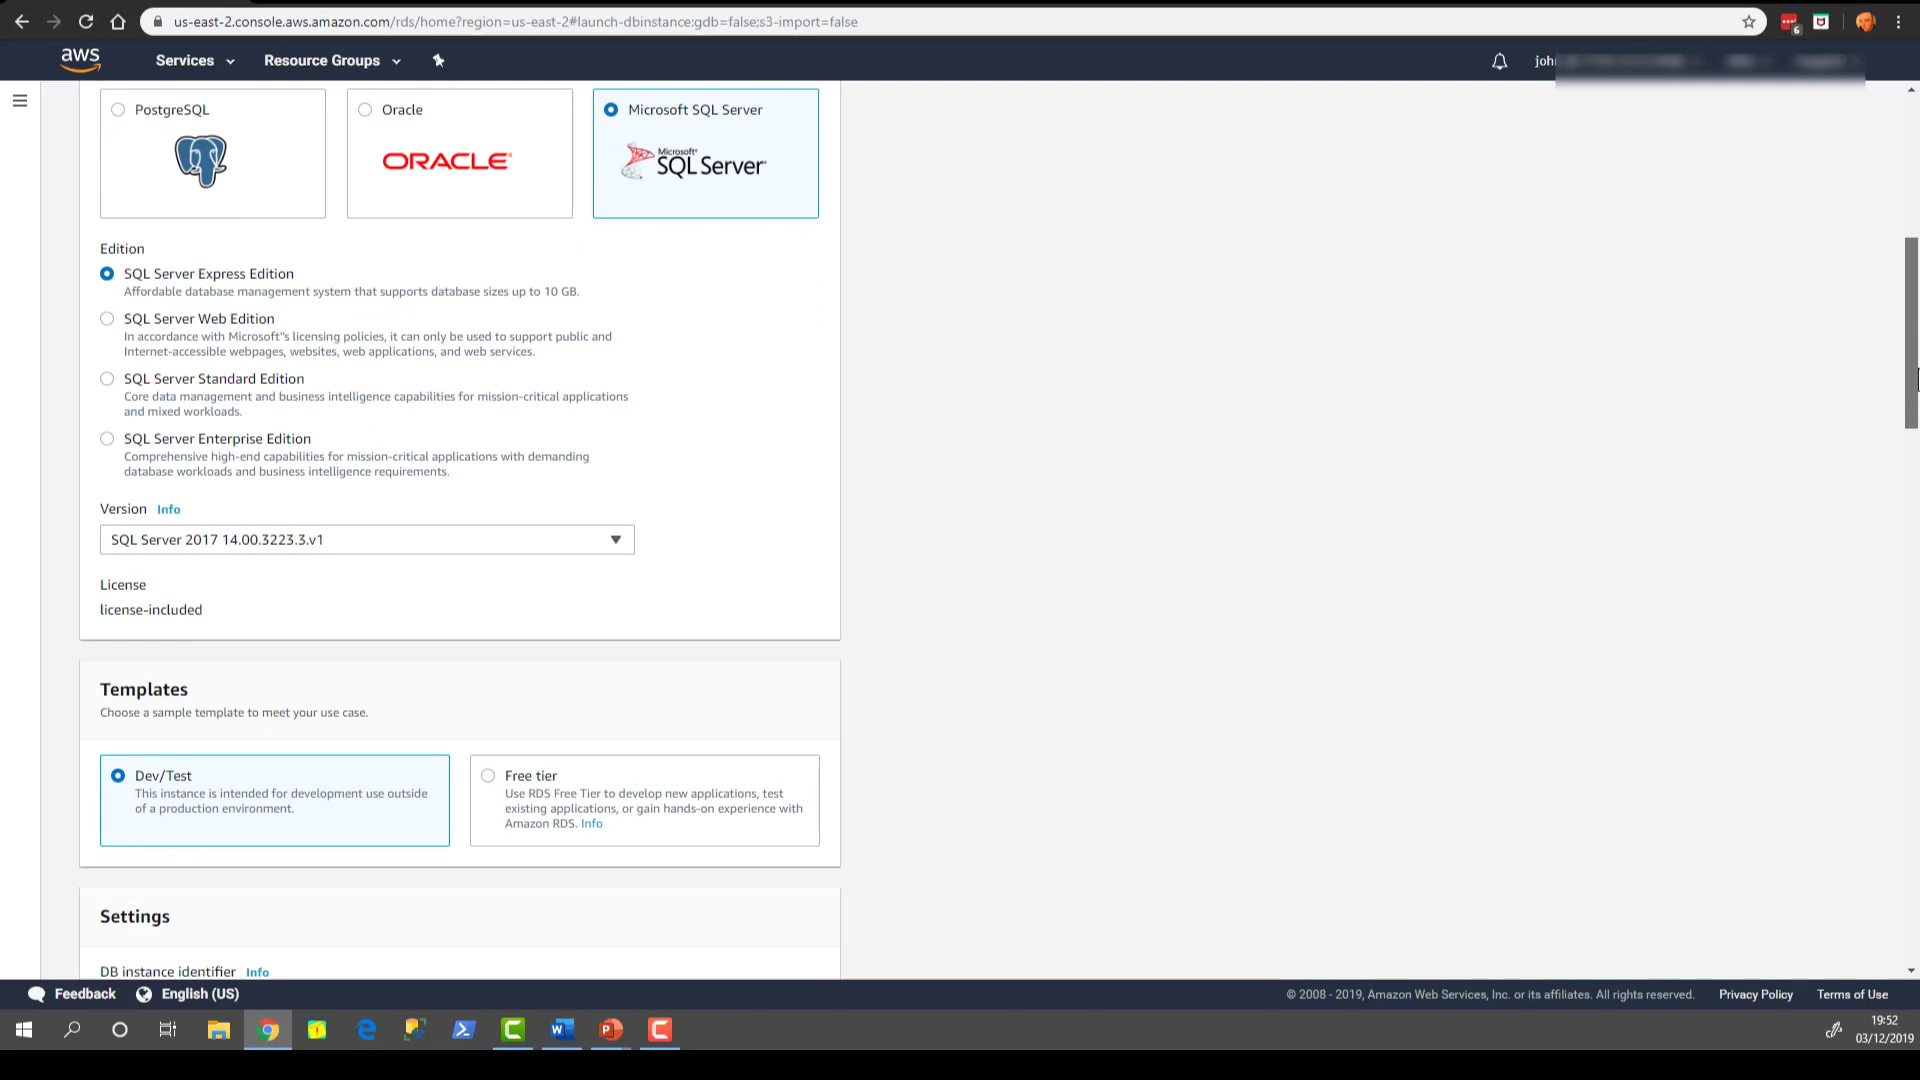 us-east-2.console.aws.amazon.com/rds/home?region=us-east-2#launch-dbinstance:gdb=false;s3-import=false
6
aws
Services
Resource Groups
john
PostgreSQL
Oracle
Microsoft SQL Server
ORACLE
Microsoft
SQL Server
Edition
SQL Server Express Edition
Affordable database management system that supports database sizes up to 10 GB.
SQL Server Web Edition
In accordance with Microsoft"s licensing policies, it can only be used to support public and
Internet-accessible webpages, websites, web applications, and web services.
SQL Server Standard Edition
Core data management and business intelligence capabilities for mission-critical applications
and mixed workloads.
SQL Server Enterprise Edition
Comprehensive high-end capabilities for mission-critical applications with demanding
database workloads and business intelligence requirements.
Version Info
SQL Server 2017 14.00.3223.3.v1
License
license-included
Templates
Choose a sample template to meet your use case.
Dev/Test
This instance is intended for development use outside
of a production environment.
Free tier
Use RDS Free Tier to develop new applications, test
existing applications, or gain hands-on experience with
Amazon RDS. Info
Settings
DB instance identifier Info
Feedback
English (US)
© 2008 - 2019, Amazon Web Services, Inc. or its affiliates. All rights reserved.
Privacy Policy
Terms of Use
19:52
03/12/2019